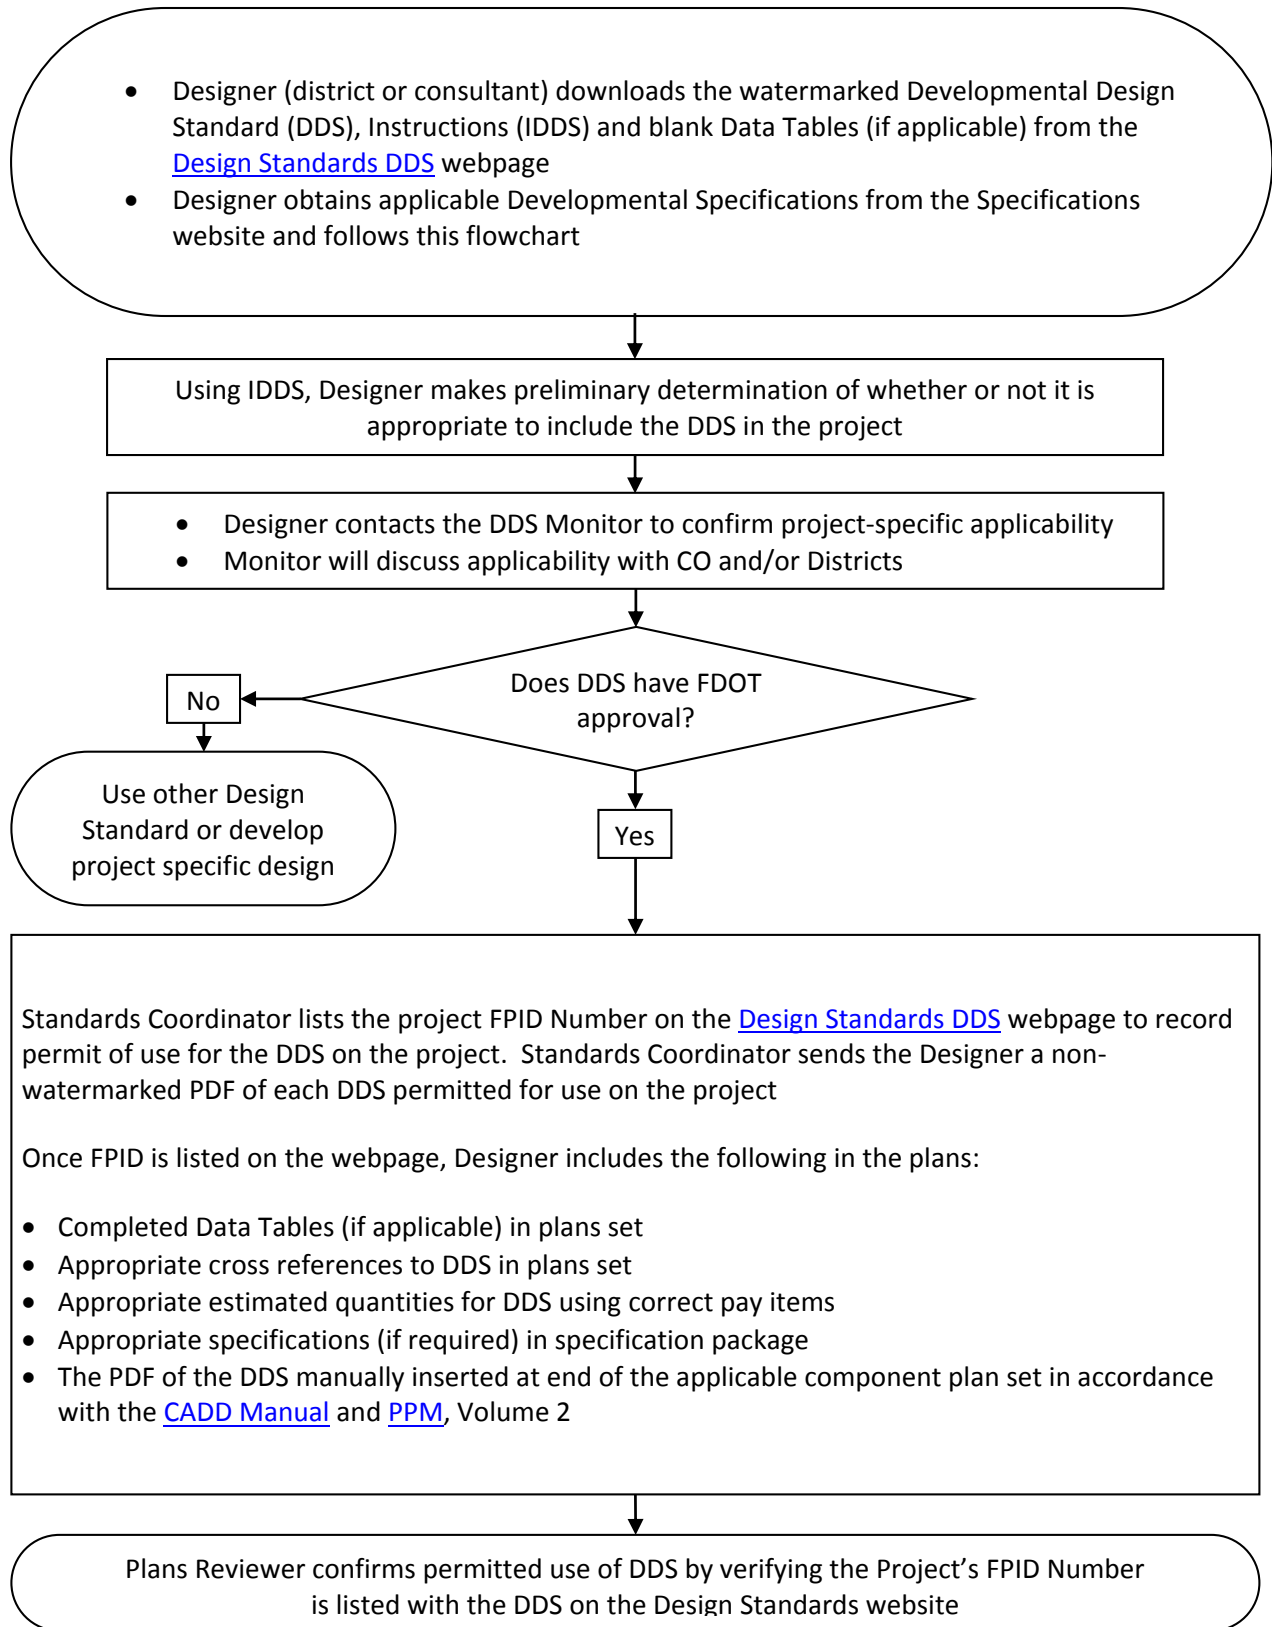 • Designer (district or consultant) downloads the watermarked Developmental Design
Standard (DDS), Instructions (IDDS) and blank Data Tables (if applicable) from the
Design Standards DDS webpage
• Designer obtains applicable Developmental Specifications from the Specifications
website and follows this flowchart
Using IDDS, Designer makes preliminary determination of whether or not it is
appropriate to include the DDS in the project
• Designer contacts the DDS Monitor to confirm project-specific applicability
• Monitor will discuss applicability with CO and/or Districts
Does DDS have FDOT
approval?
No
Use other Design
Standard or develop
project specific design
Yes
Standards Coordinator lists the project FPID Number on the Design Standards DDS webpage to record
permit of use for the DDS on the project.  Standards Coordinator sends the Designer a non-
watermarked PDF of each DDS permitted for use on the project
Once FPID is listed on the webpage, Designer includes the following in the plans:
• Completed Data Tables (if applicable) in plans set
• Appropriate cross references to DDS in plans set
• Appropriate estimated quantities for DDS using correct pay items
• Appropriate specifications (if required) in specification package
• The PDF of the DDS manually inserted at end of the applicable component plan set in accordance
with the CADD Manual and PPM, Volume 2
Plans Reviewer confirms permitted use of DDS by verifying the Project’s FPID Number
is listed with the DDS on the Design Standards website